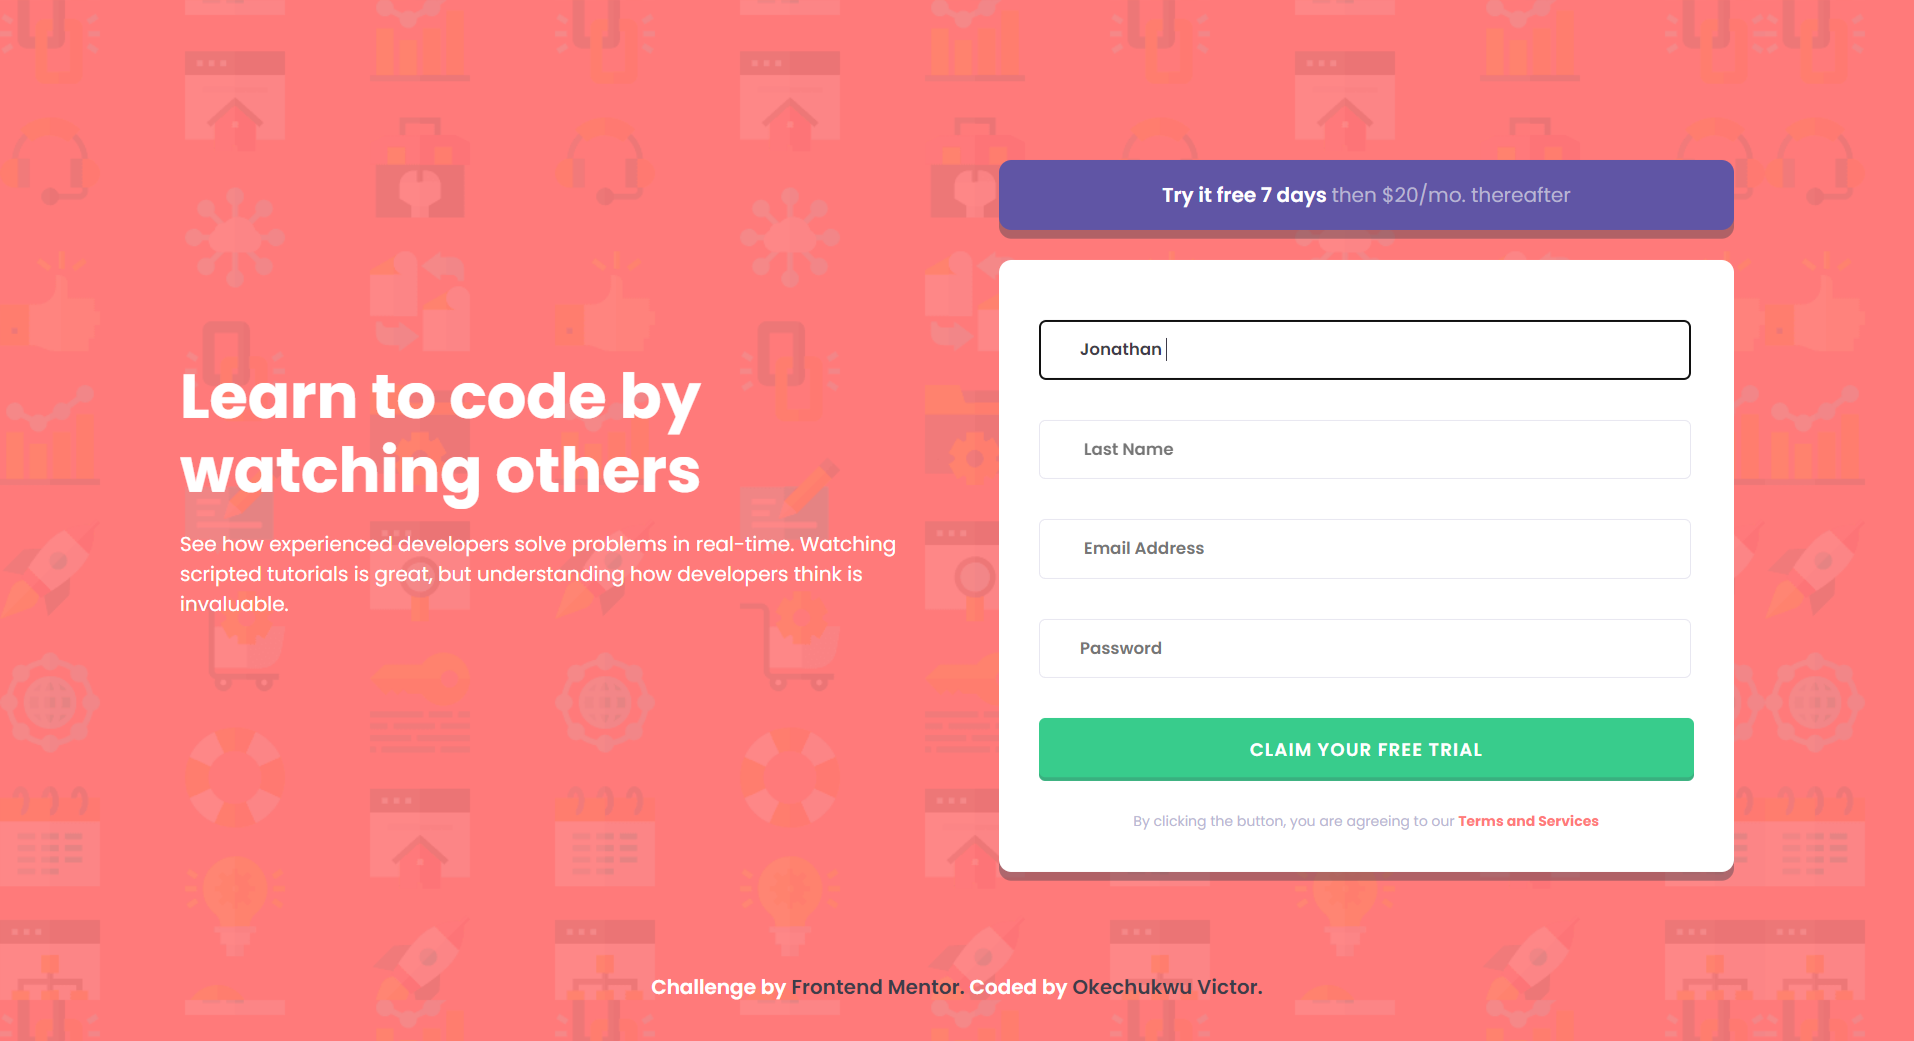 Learn to code by
watching others
See how experienced developers solve problems in real-time. Watching
scripted tutorials is great, but understanding how developers think is
invaluable.
Try it free 7 days then $20/mo. thereafter
Jonathan
Last Name
Email Address
Password
CLAIM YOUR FREE TRIAL
By clicking the button, you are agreeing to our Terms and Services
Challenge by Frontend Mentor. Coded by Okechukwu Victor.